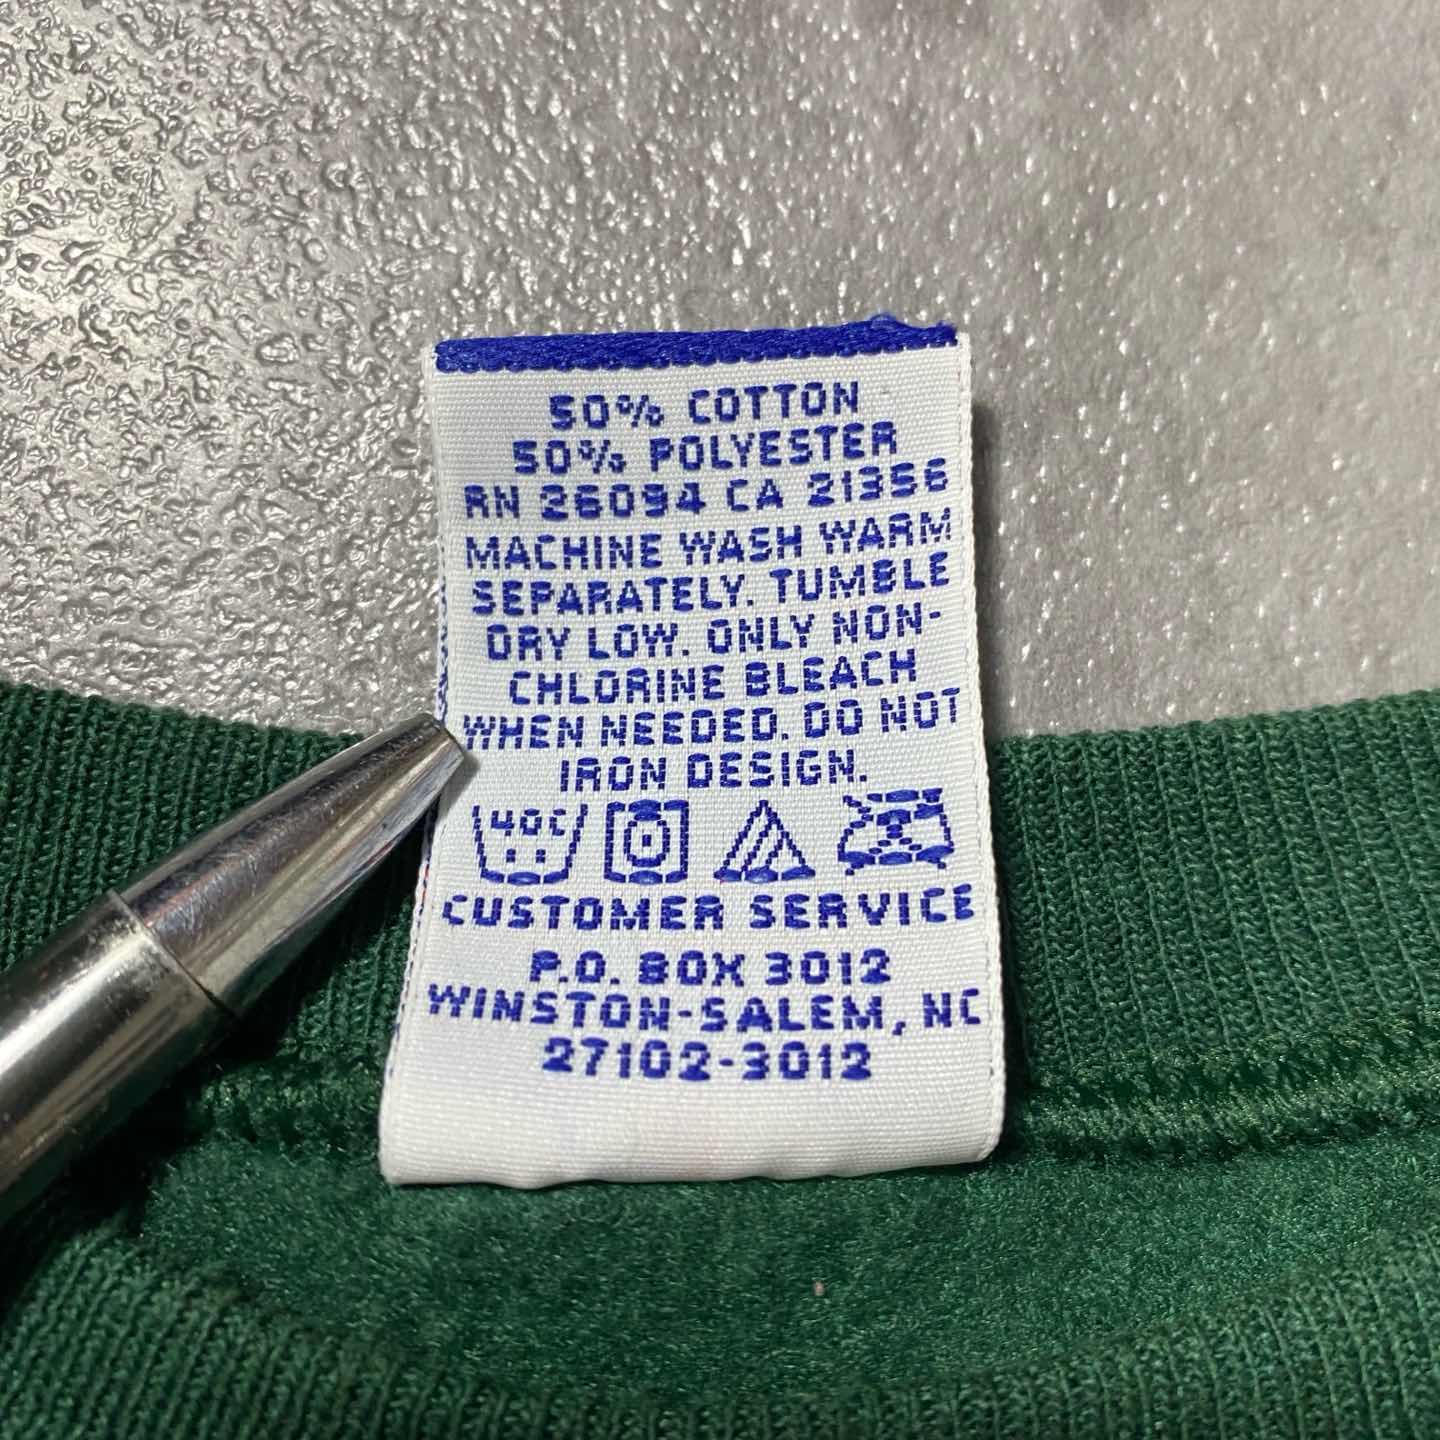 50% COTTON
50% POLYESTER
RN 26094 CA 21356
MACHINE WASH WARM
SEPARATELY. TUMBLE
DRY LOW. ONLY NON-
CHLORINE BLEACH
WHEN NEEDED. DO NOT
IRON DESIGN.
40C
CUSTOMER SERVICE
P.O. BOX 3012
WINSTON-SALEM, NC
27102-3012